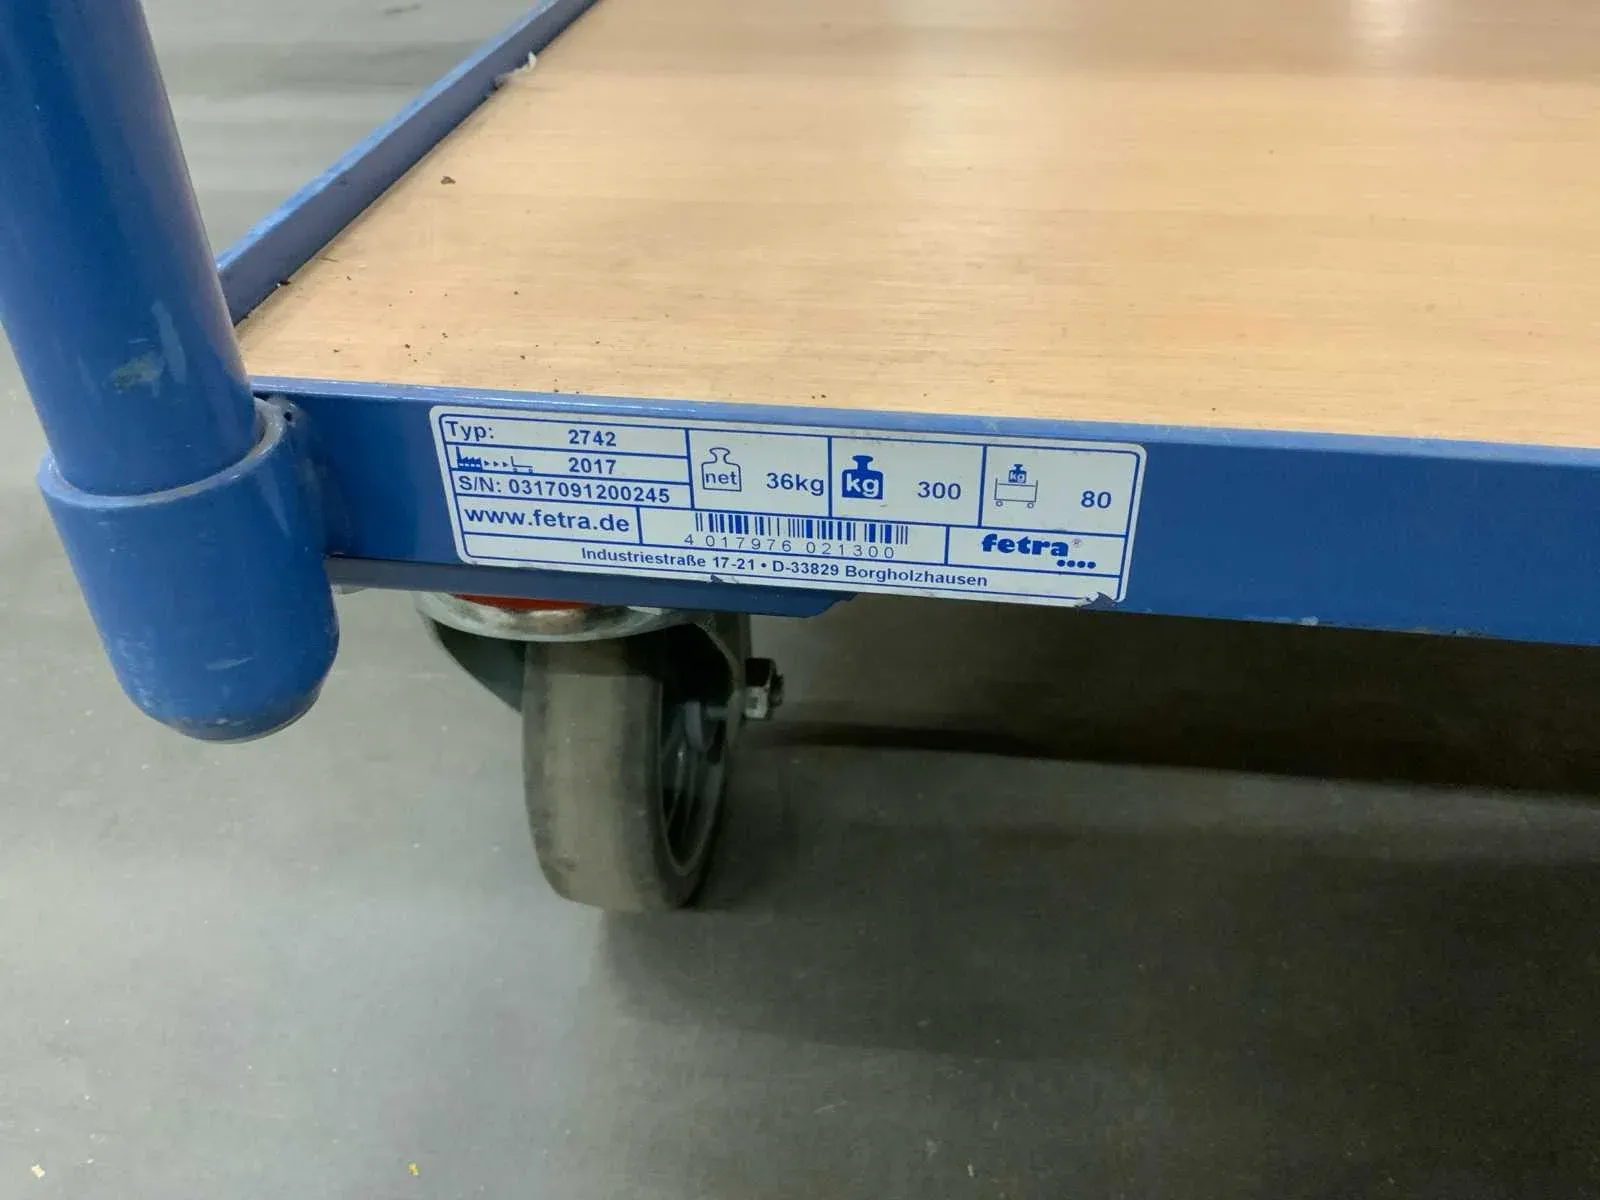 Typ: 2742
2017
S/N: 0317091200245
net 36kg
kg 300
kg 80
www.fetra.de
4 017976 021300
fetra®
Industriestraße 17-21 • D-33829 Borgholzhausen